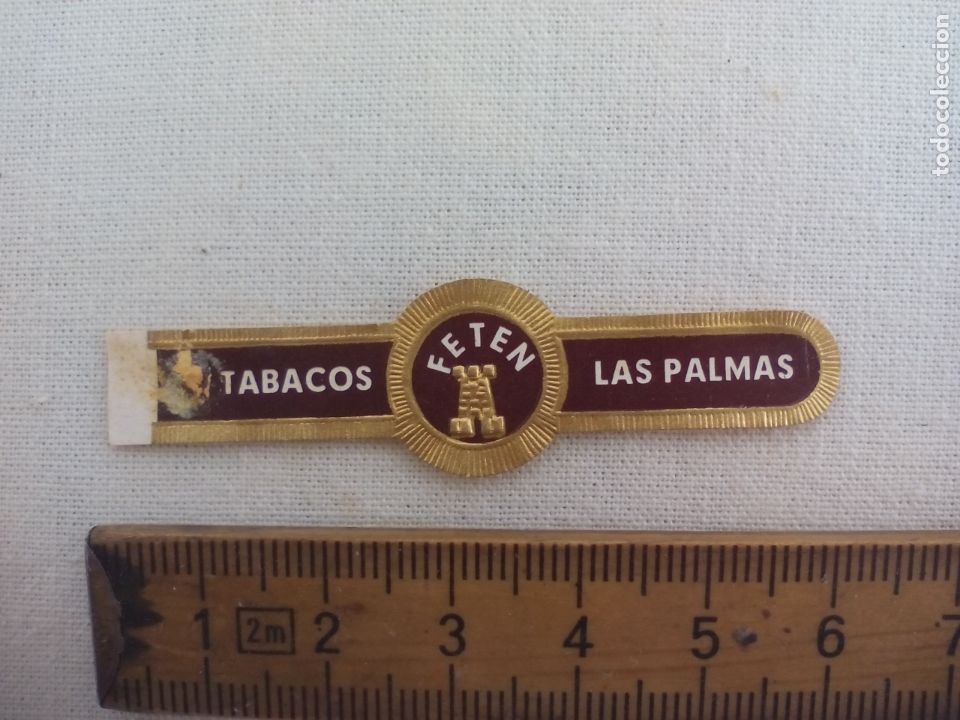 todocoleccion
FETEN
TABACOS
LAS PALMAS
1 2m 2 3 4 5 6 7